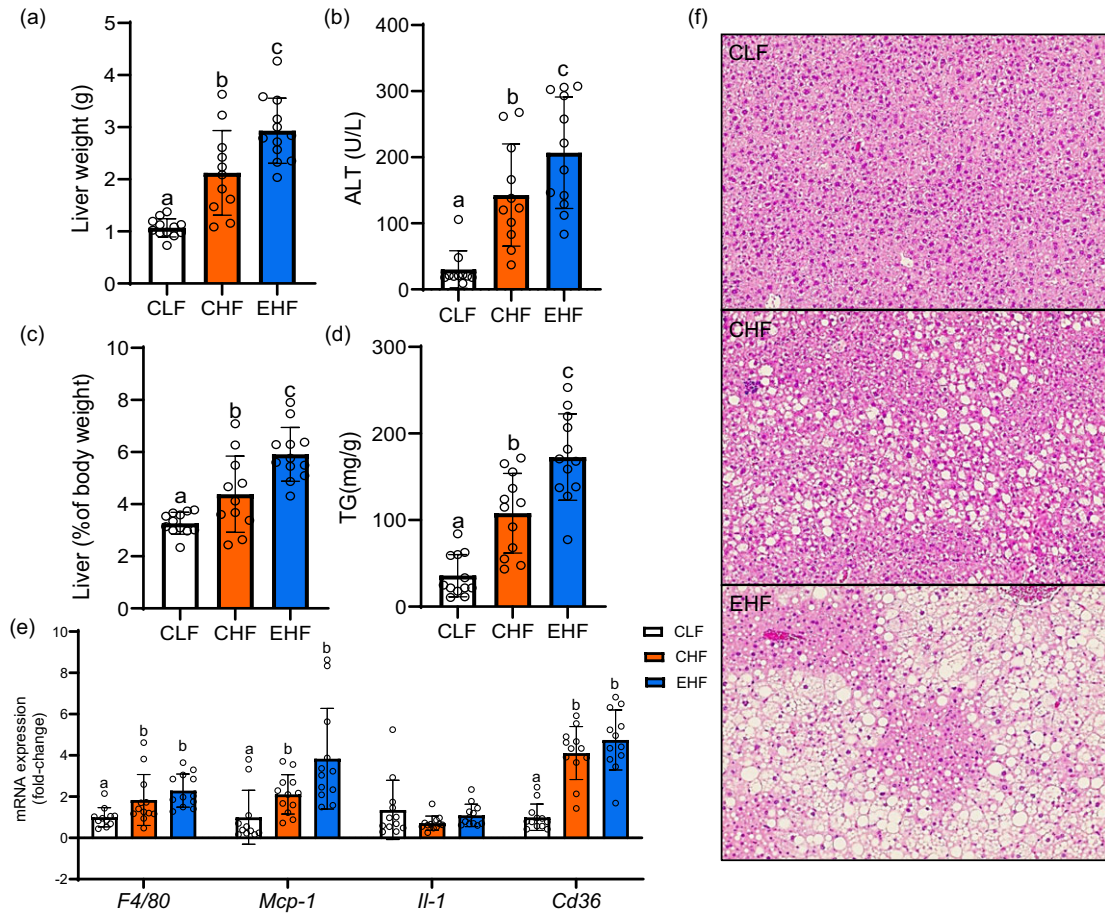 (a)
Liver weight (g)
5
4
3
2
1
0
a
b
c
CLF
CHF
EHF
(b)
ALT (U/L)
400
300
200
100
0
a
b
c
CLF
CHF
EHF
(c)
Liver (%of body weight)
10
8
6
4
2
0
a
b
c
CLF
CHF
EHF
(d)
TG(mg/g)
300
200
100
0
a
b
c
CLF
CHF
EHF
(e)
mRNA expression
(fold-change)
10
8
6
4
2
0
-2
a
b
b
a
b
b
a
b
b
F4/80
Mcp-1
Il-1
Cd36
CLF
CHF
EHF
(f)
CLF
CHF
EHF